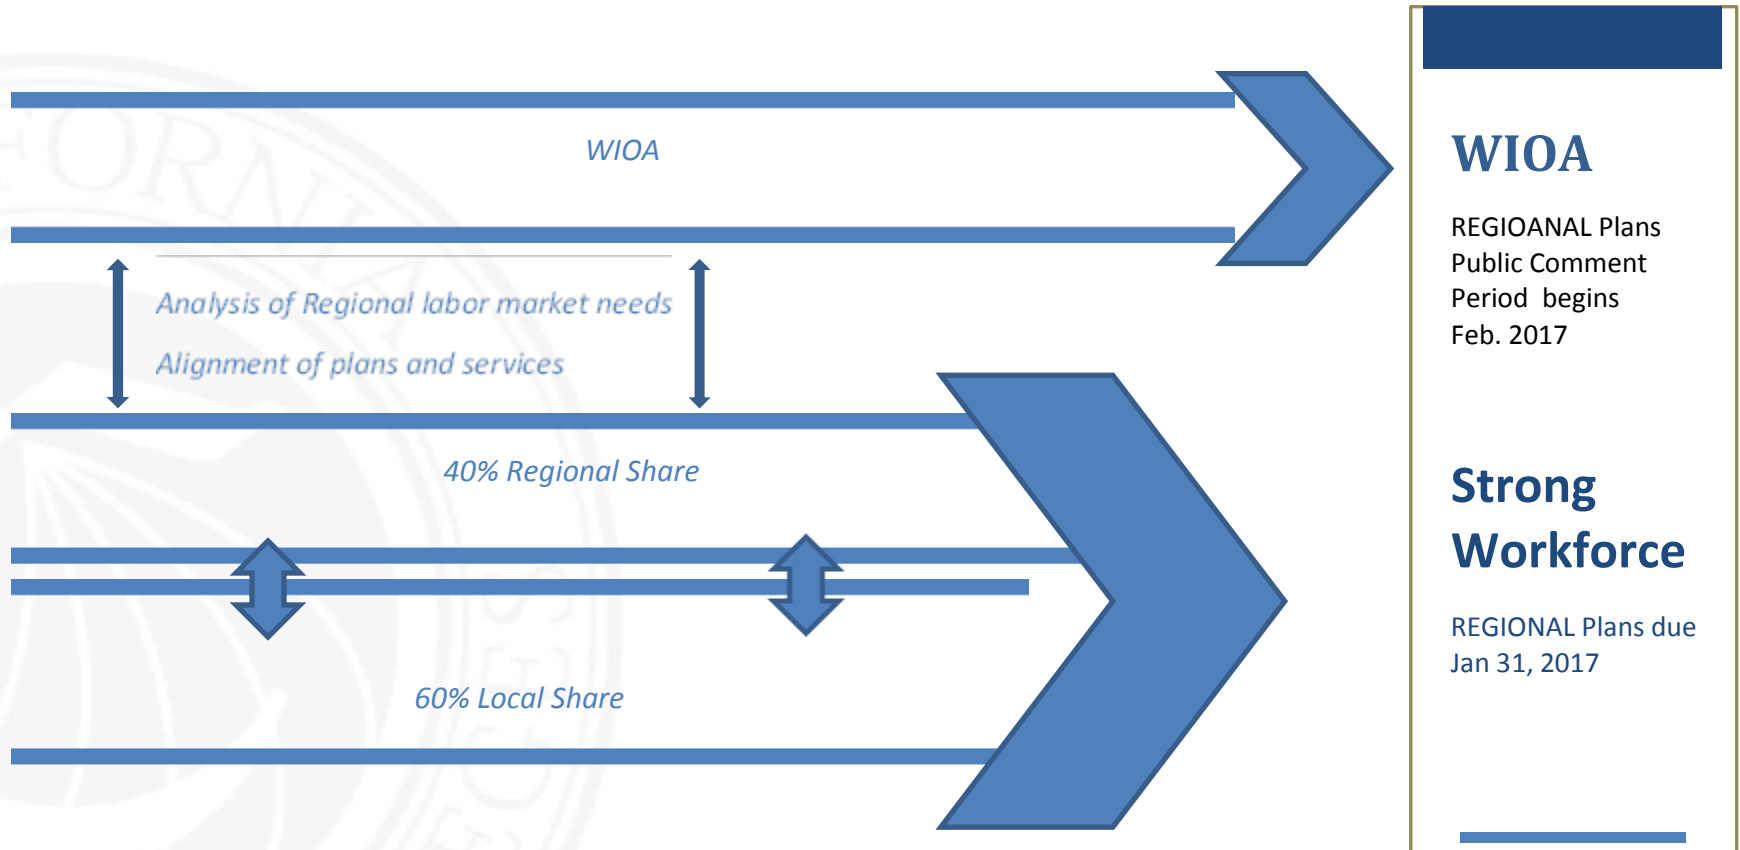 WIOA
Analysis of Regional labor market needs
Alignment of plans and services
40% Regional Share
60% Local Share
WIOA
REGIOANAL Plans
Public Comment
Period begins
Feb. 2017
Strong
Workforce
REGIONAL Plans due
Jan 31, 2017